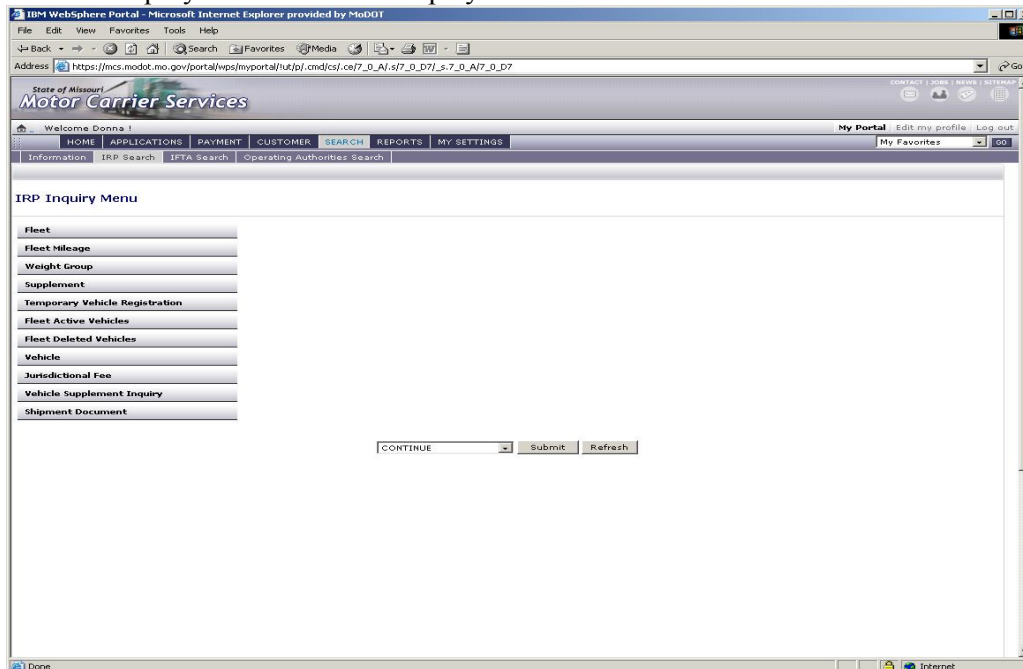 IBM WebSphere Portal - Microsoft Internet Explorer provided by MoDOT
File Edit View Favorites Tools Help
Back Search Favorites Media
Address https://mcs.modot.mo.gov/portal/wps/myportal/!ut/p/.cmd/cs/.ce/7_0_A/.s/7_0_D7/_s.7_0_A/7_0_D7 Go
CONTACT | JOBS | NEWS | SITEMAP
State of Missouri
Motor Carrier Services
Welcome Donna ! My Portal Edit my profile Log out
HOME APPLICATIONS PAYMENT CUSTOMER SEARCH REPORTS MY SETTINGS My Favorites GO
Information IRP Search IFTA Search Operating Authorities Search
IRP Inquiry Menu
Fleet
Fleet Mileage
Weight Group
Supplement
Temporary Vehicle Registration
Fleet Active Vehicles
Fleet Deleted Vehicles
Vehicle
Jurisdictional Fee
Vehicle Supplement Inquiry
Shipment Document
CONTINUE Submit Refresh
Done Internet